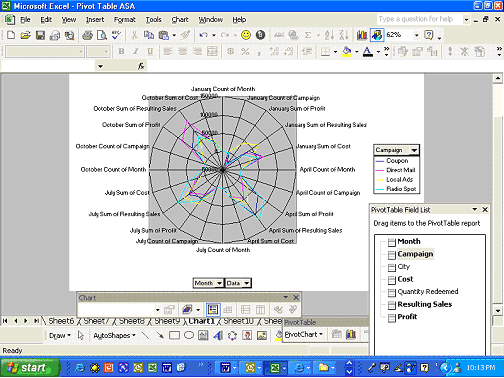 Microsoft Excel - Pivot Table ASA
File Edit View Insert Format Tools Chart Window Help
Type a question for help
62%
fx
January Count of Month
January Count of Campaign
January Sum of Resulting Sales
January Sum of Profit
January Sum of Cost
April Count of Month
April Count of Campaign
April Sum of Profit
April Sum of Resulting Sales
April Sum of Cost
July Count of Month
July Count of Campaign
July Sum of Profit
July Sum of Resulting Sales
July Sum of Cost
October Count of Month
October Count of Campaign
October Sum of Profit
October Sum of Resulting Sales
October Sum of Cost
150000
100000
50000
Campaign
Coupon
Direct Mail
Local Ads
Radio Spot
Month Data
PivotTable Field List
Drag items to the PivotTable report
Month
Campaign
City
Cost
Quantity Redeemed
Resulting Sales
Profit
Chart
Sheet6 Sheet7 Sheet8 Sheet9 Chart1 Sheet10 Sheet
PivotTable
PivotChart
Draw AutoShapes
Ready
start
10:13 PM